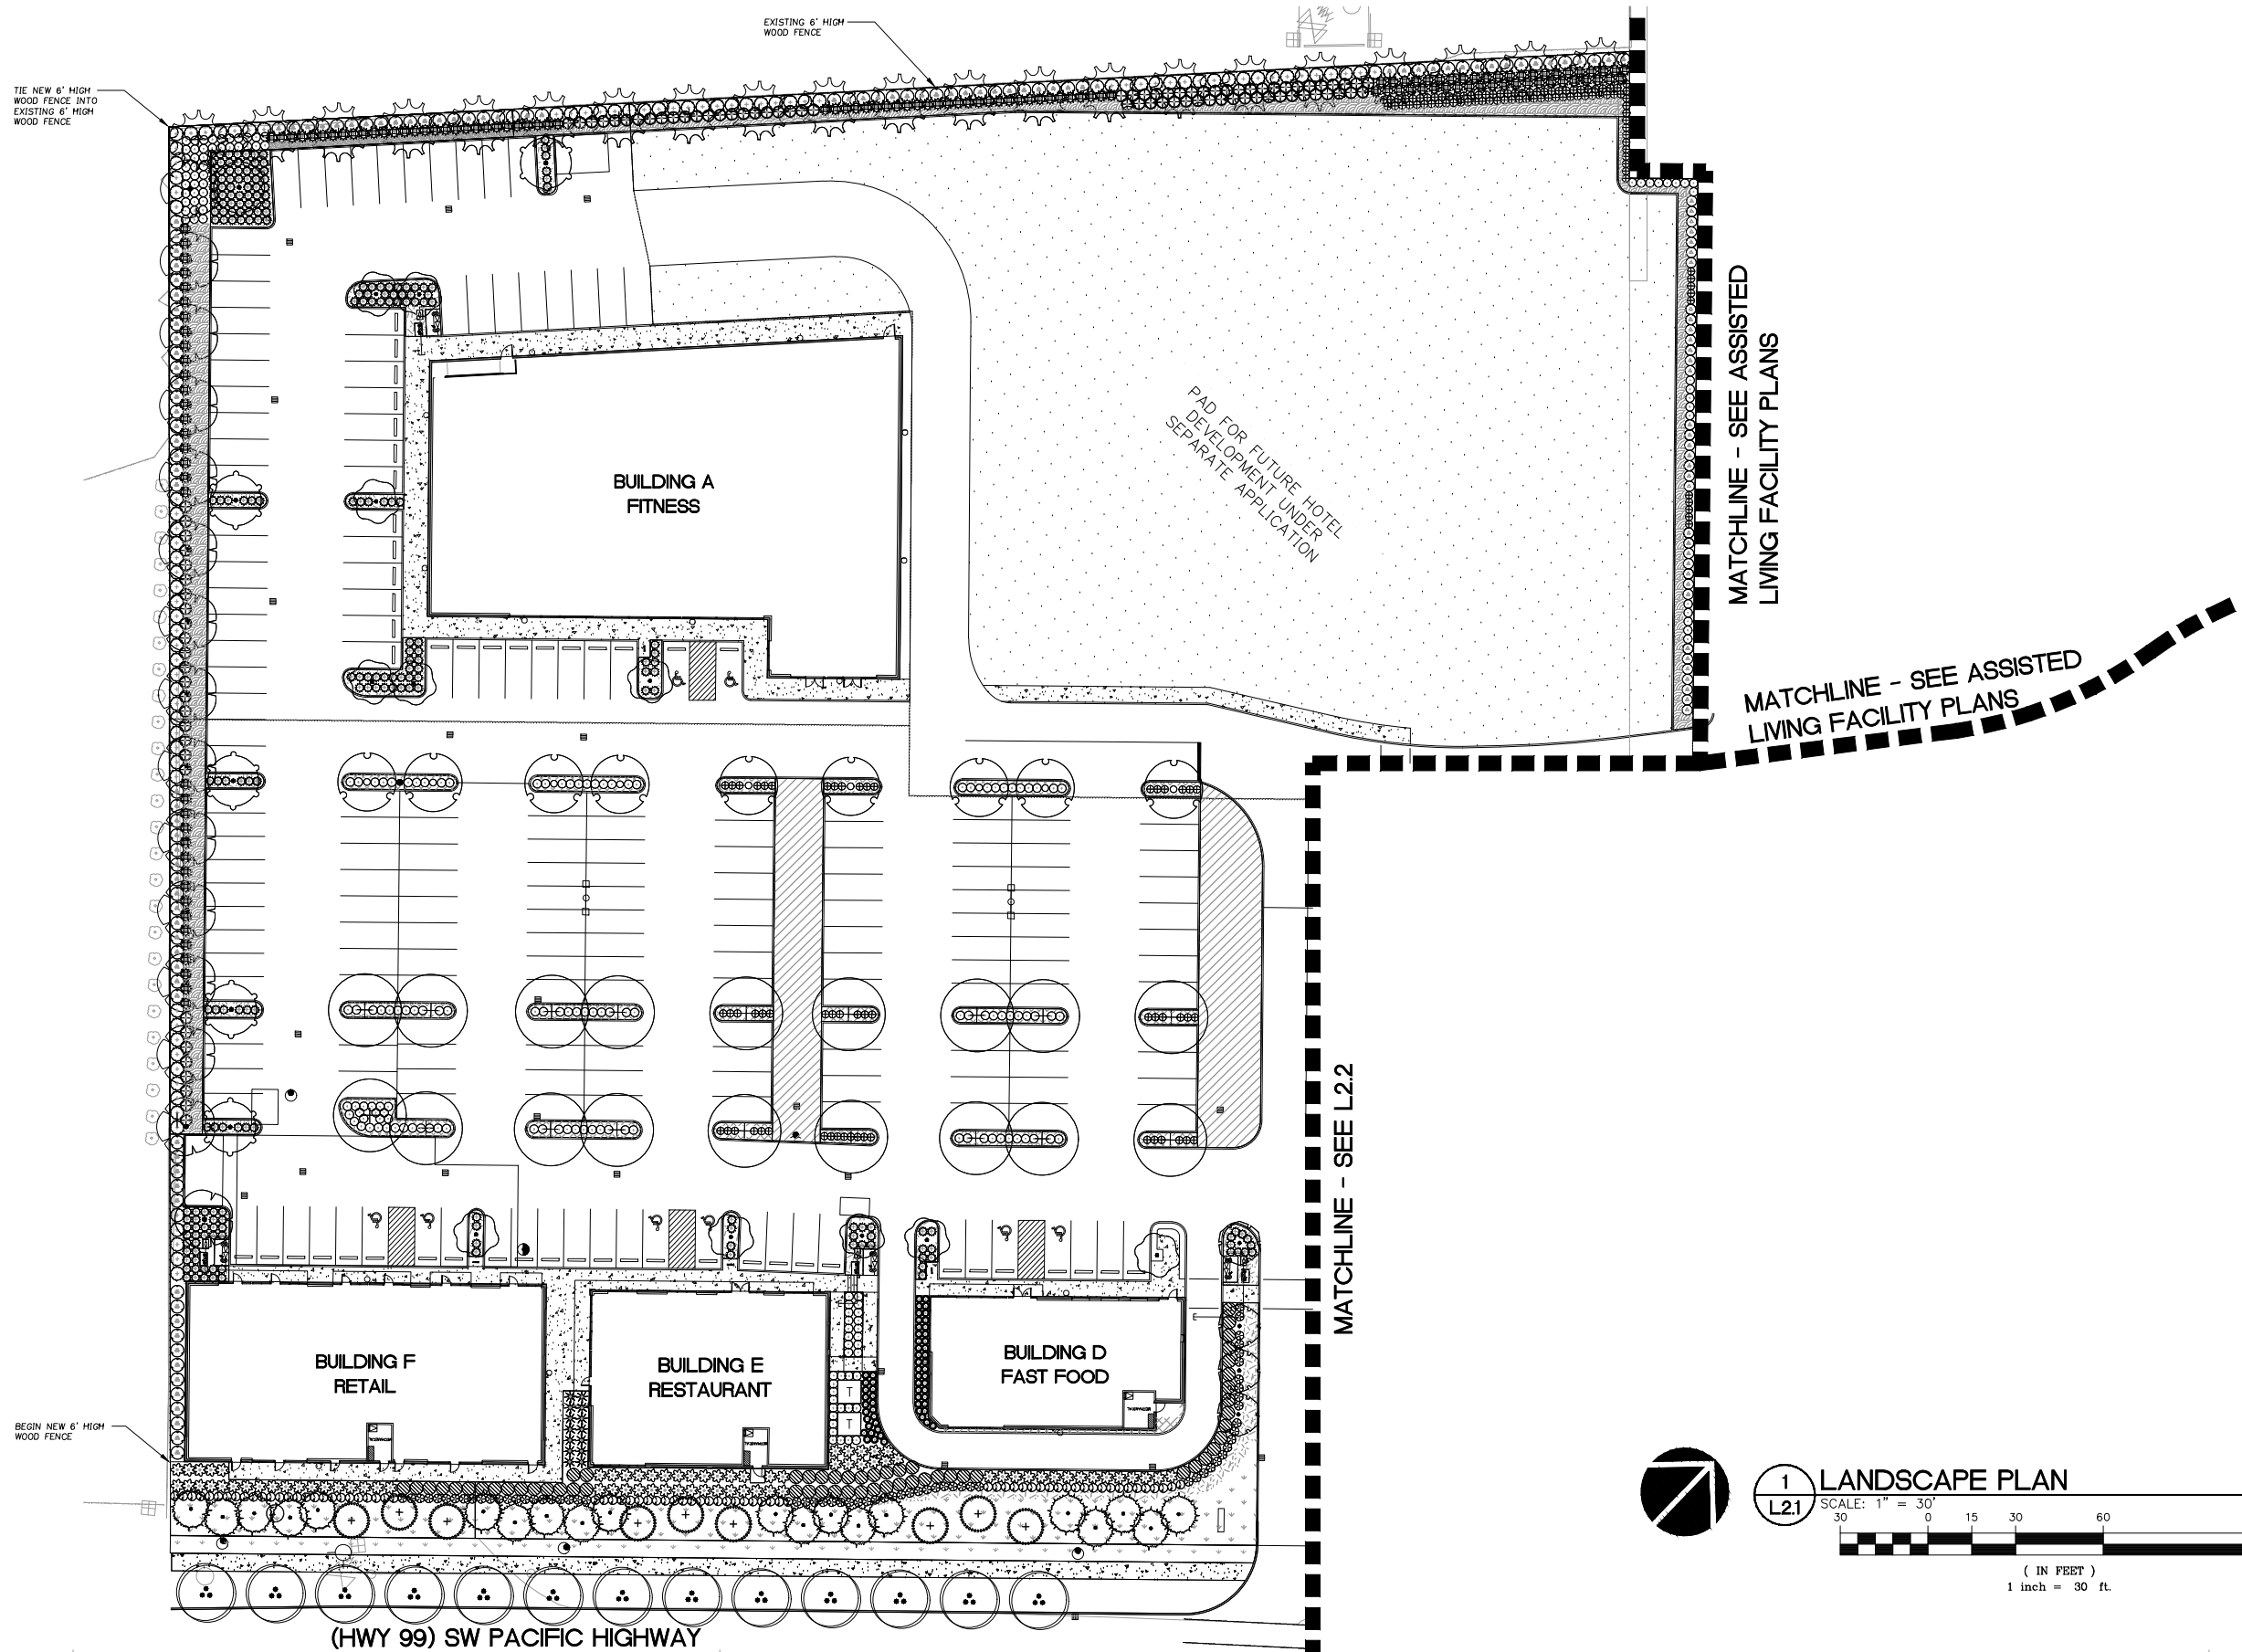 EXISTING 6' HIGH
WOOD FENCE
TIE NEW 6' HIGH
WOOD FENCE INTO
EXISTING 6' HIGH
WOOD FENCE
MATCHLINE - SEE ASSISTED
LIVING FACILITY PLANS
PAD FOR FUTURE HOTEL
DEVELOPMENT UNDER
SEPARATE APPLICATION
BUILDING A
FITNESS
MATCHLINE - SEE ASSISTED
LIVING FACILITY PLANS
MATCHLINE - SEE L2.2
BUILDING F
RETAIL
BUILDING E
RESTAURANT
T
T
BUILDING D
FAST FOOD
BEGIN NEW 6' HIGH
WOOD FENCE
1
L2.1
LANDSCAPE PLAN
SCALE: 1" = 30'
30 0 15 30 60
( IN FEET )
1 inch = 30 ft.
(HWY 99) SW PACIFIC HIGHWAY